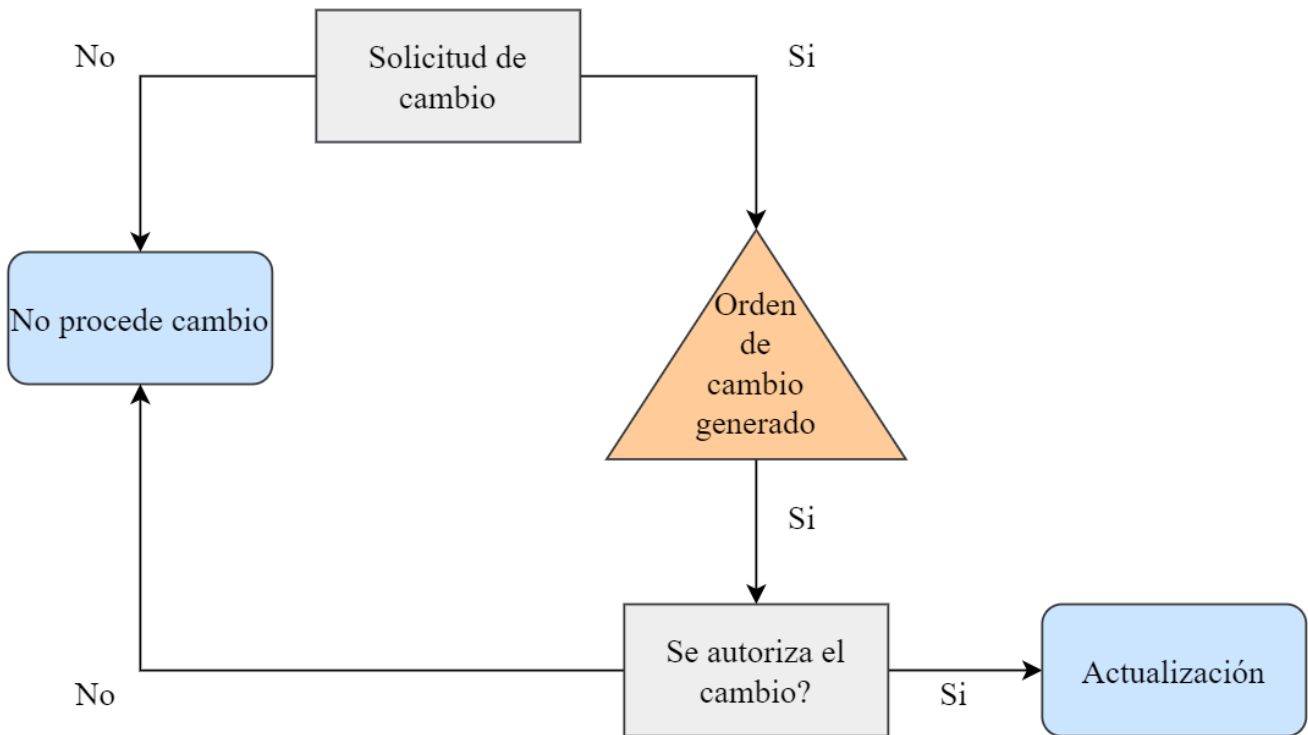 No
Solicitud de
cambio
Si
No procede cambio
Orden
de
cambio
generado
Si
Se autoriza el
cambio?
No
Si
Actualización